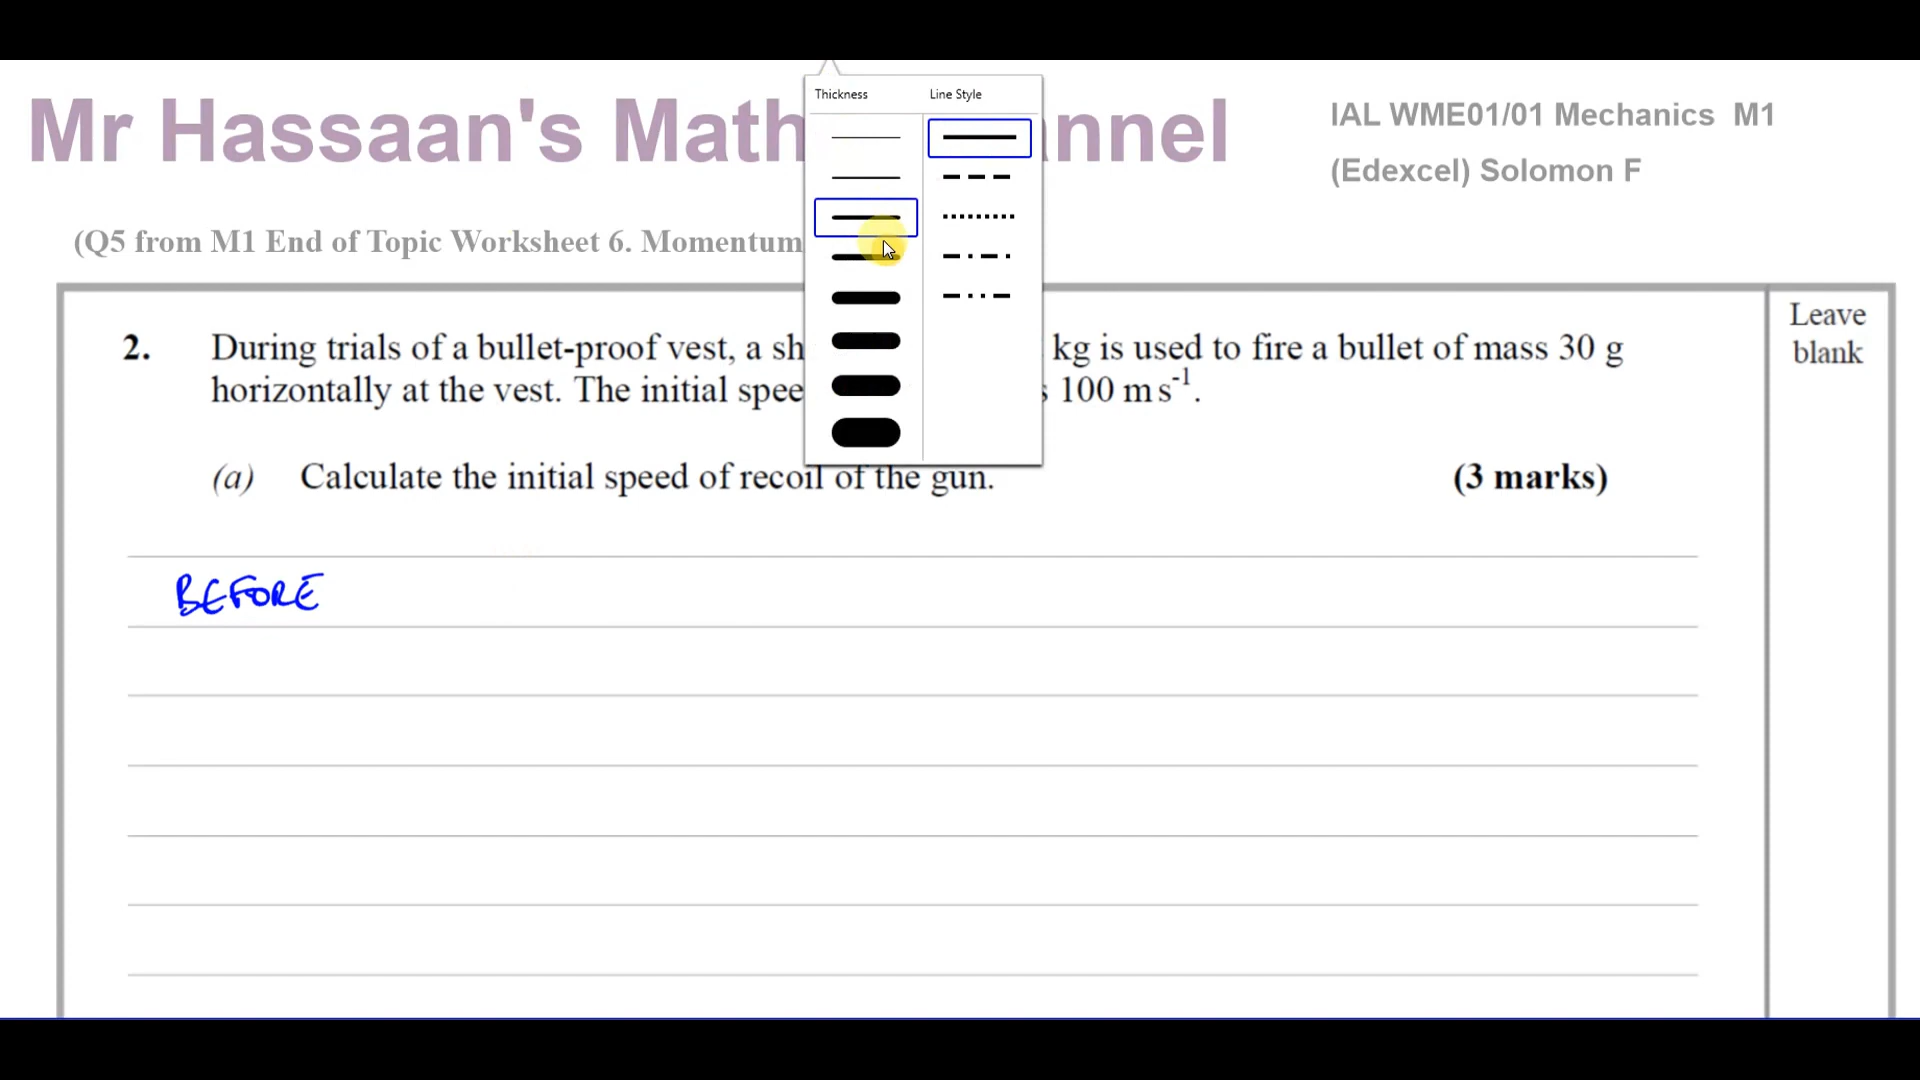 Thickness Line Style
Mr Hassaan's Math nnel
IAL WME01/01 Mechanics M1
(Edexcel) Solomon F
(Q5 from M1 End of Topic Worksheet 6. Momentum
Leave
blank
2. During trials of a bullet-proof vest, a sh kg is used to fire a bullet of mass 30 g
horizontally at the vest. The initial spee 100 m s⁻¹.
(a) Calculate the initial speed of recoil of the gun. (3 marks)
BEFORE